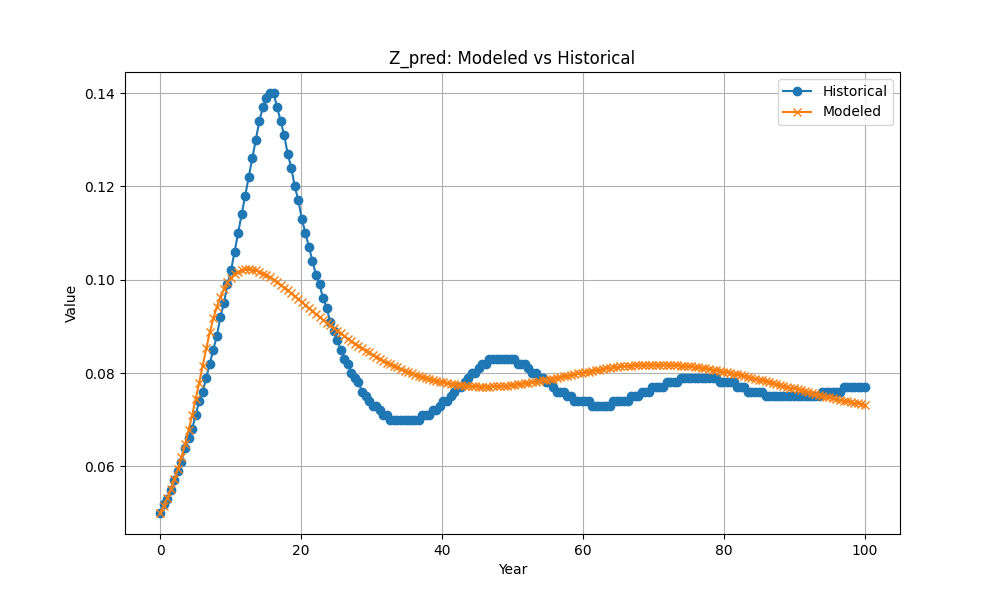 Z_pred: Modeled vs Historical
Historical
Modeled
0.14
0.12
0.10
0.08
0.06
Value
0 20 40 60 80 100
Year